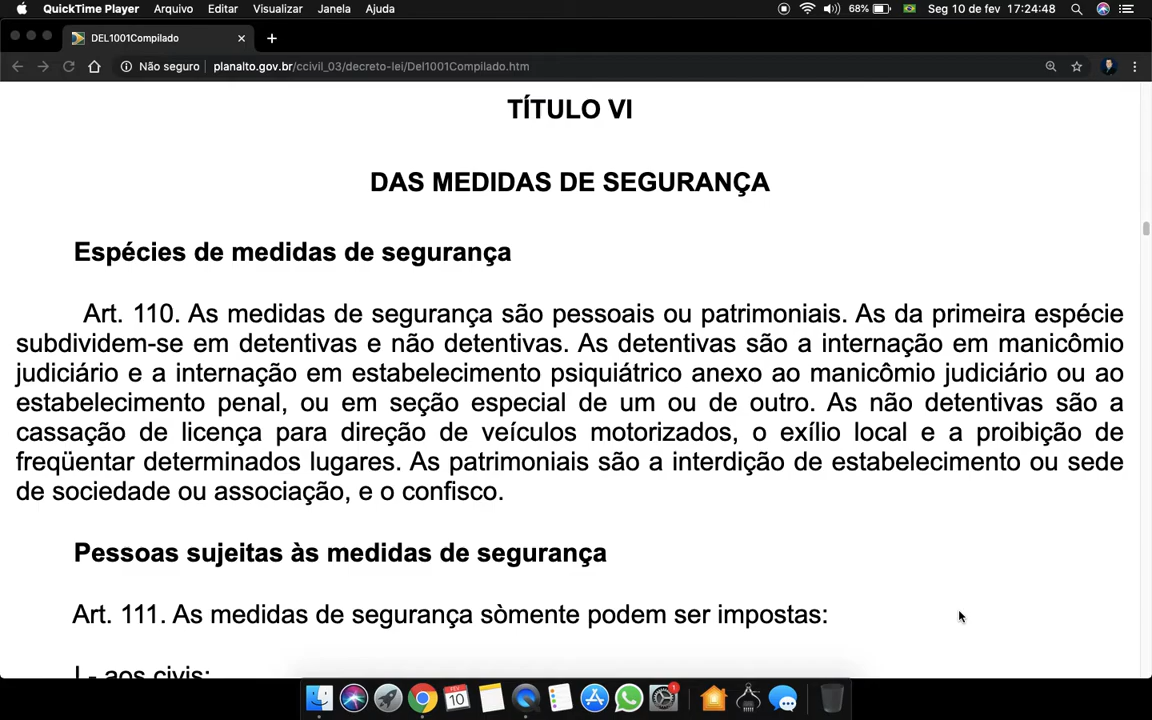 QuickTime Player Arquivo Editar Visualizar Janela Ajuda 68% Seg 10 de fev 17:24:48
DEL1001Compilado
Não seguro planalto.gov.br/ccivil_03/decreto-lei/Del1001Compilado.htm
TÍTULO VI
DAS MEDIDAS DE SEGURANÇA
Espécies de medidas de segurança
Art. 110. As medidas de segurança são pessoais ou patrimoniais. As da primeira espécie
subdividem-se em detentivas e não detentivas. As detentivas são a internação em manicômio
judiciário e a internação em estabelecimento psiquiátrico anexo ao manicômio judiciário ou ao
estabelecimento penal, ou em seção especial de um ou de outro. As não detentivas são a
cassação de licença para direção de veículos motorizados, o exílio local e a proibição de
freqüentar determinados lugares. As patrimoniais são a interdição de estabelecimento ou sede
de sociedade ou associação, e o confisco.
Pessoas sujeitas às medidas de segurança
Art. 111. As medidas de segurança sòmente podem ser impostas:
I - aos civis:
FEV
10
1